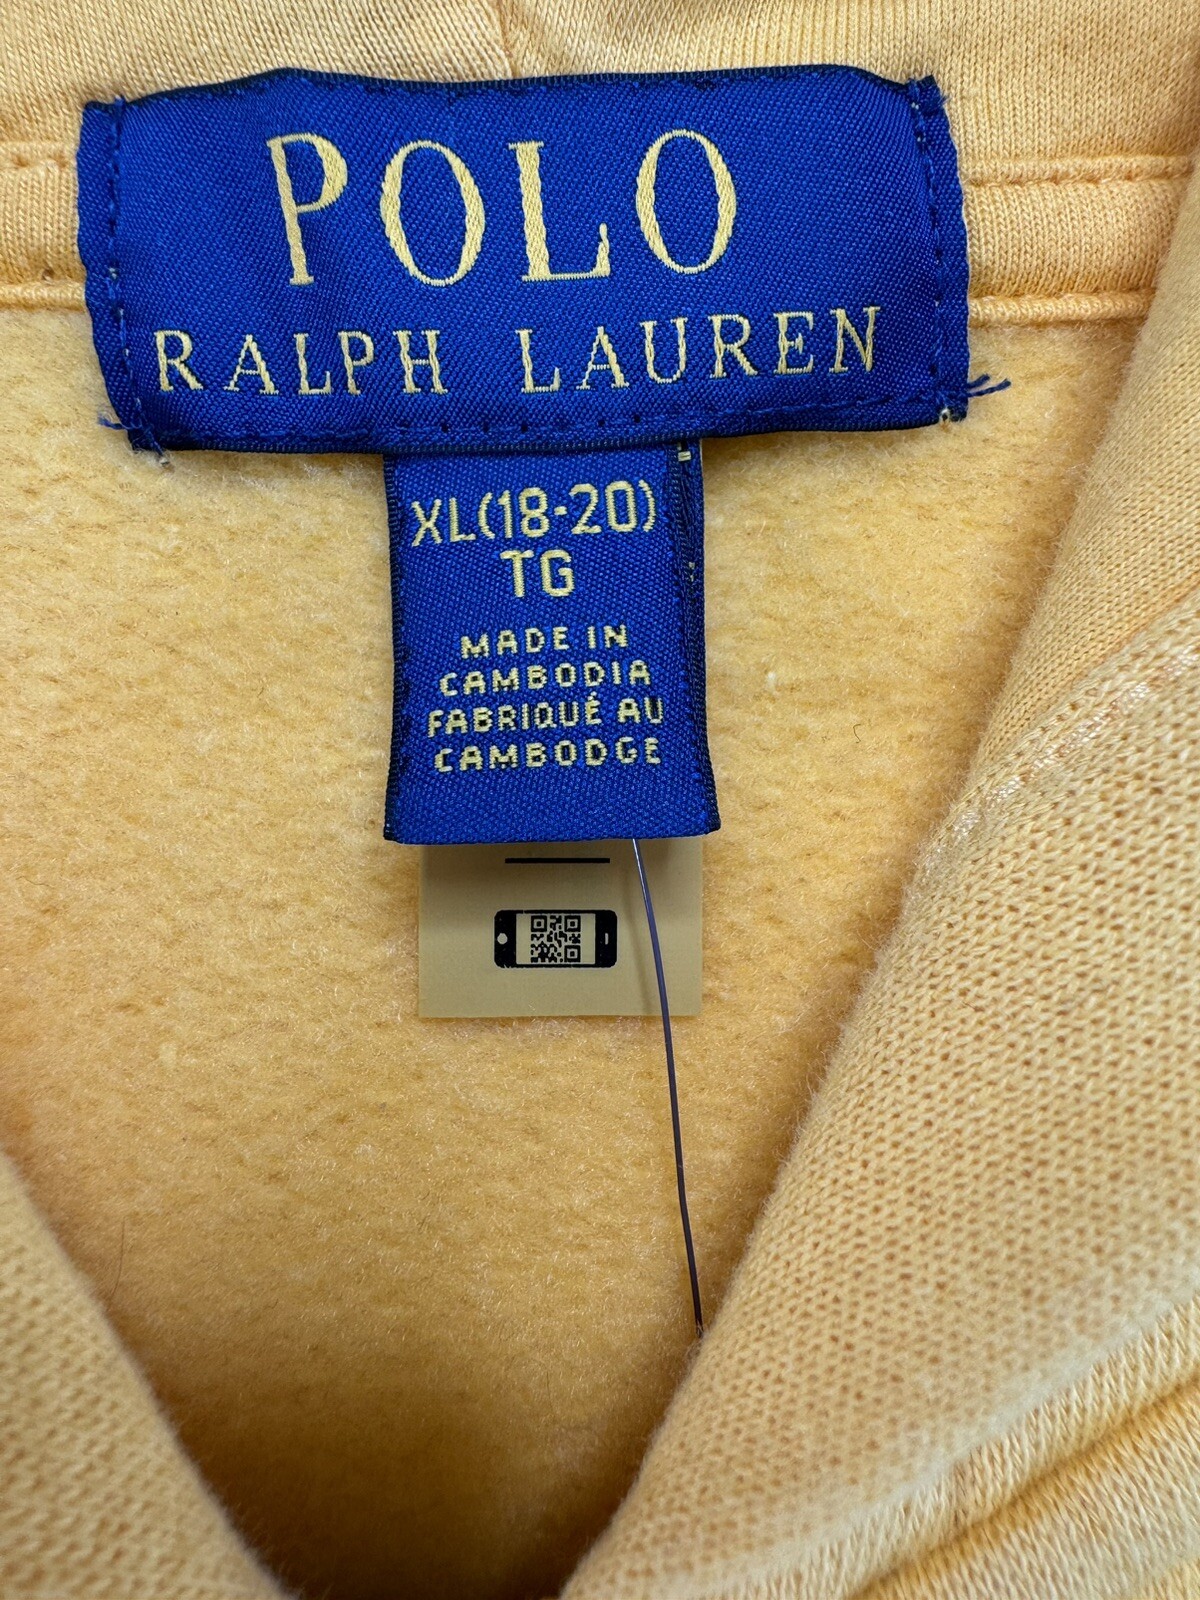 POLO
RALPH LAUREN
XL(18-20)
TG
MADE IN
CAMBODIA
FABRIQUÉ AU
CAMBODGE